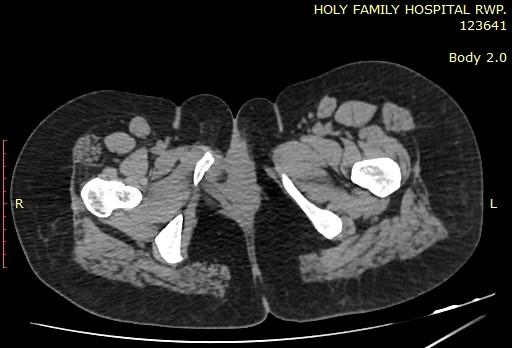 HOLY FAMILY HOSPITAL RWP.
123641
Body 2.0
R
L